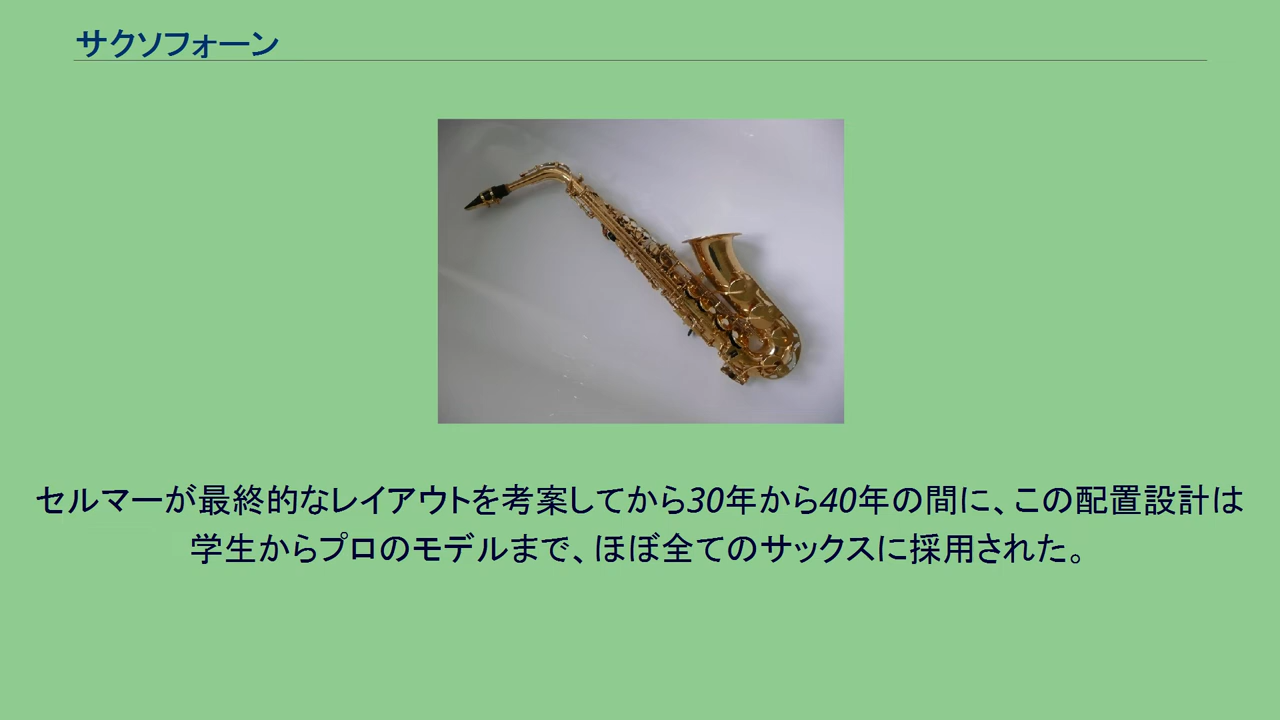 サクソフォーン
セルマーが最終的なレイアウトを考案してから30年から40年の間に、この配置設計は
学生からプロのモデルまで、ほぼ全てのサックスに採用された。